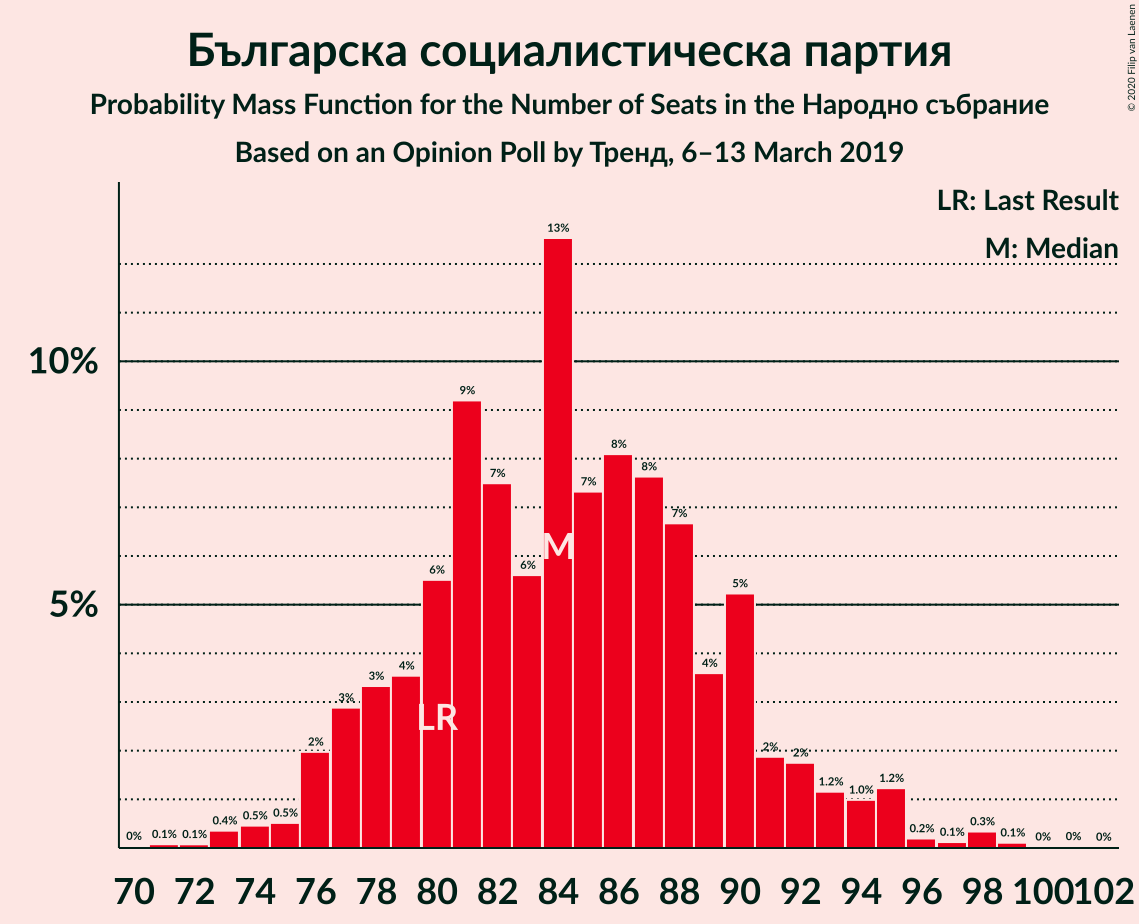 Българска социалистическа партия
Probability Mass Function for the Number of Seats in the Народно събрание
Based on an Opinion Poll by Тренд, 6–13 March 2019
© 2020 Filip van Laenen
LR: Last Result
M: Median
10%
5%
0% 0.1% 0.1% 0.4% 0.5% 0.5% 2% 3% 3% 4% 6% 9% 7% 6% 13% 7% 8% 8% 7% 4% 5% 2% 2% 1.2% 1.0% 1.2% 0.2% 0.1% 0.3% 0.1% 0% 0% 0%
LR
M
70 72 74 76 78 80 82 84 86 88 90 92 94 96 98 100 102